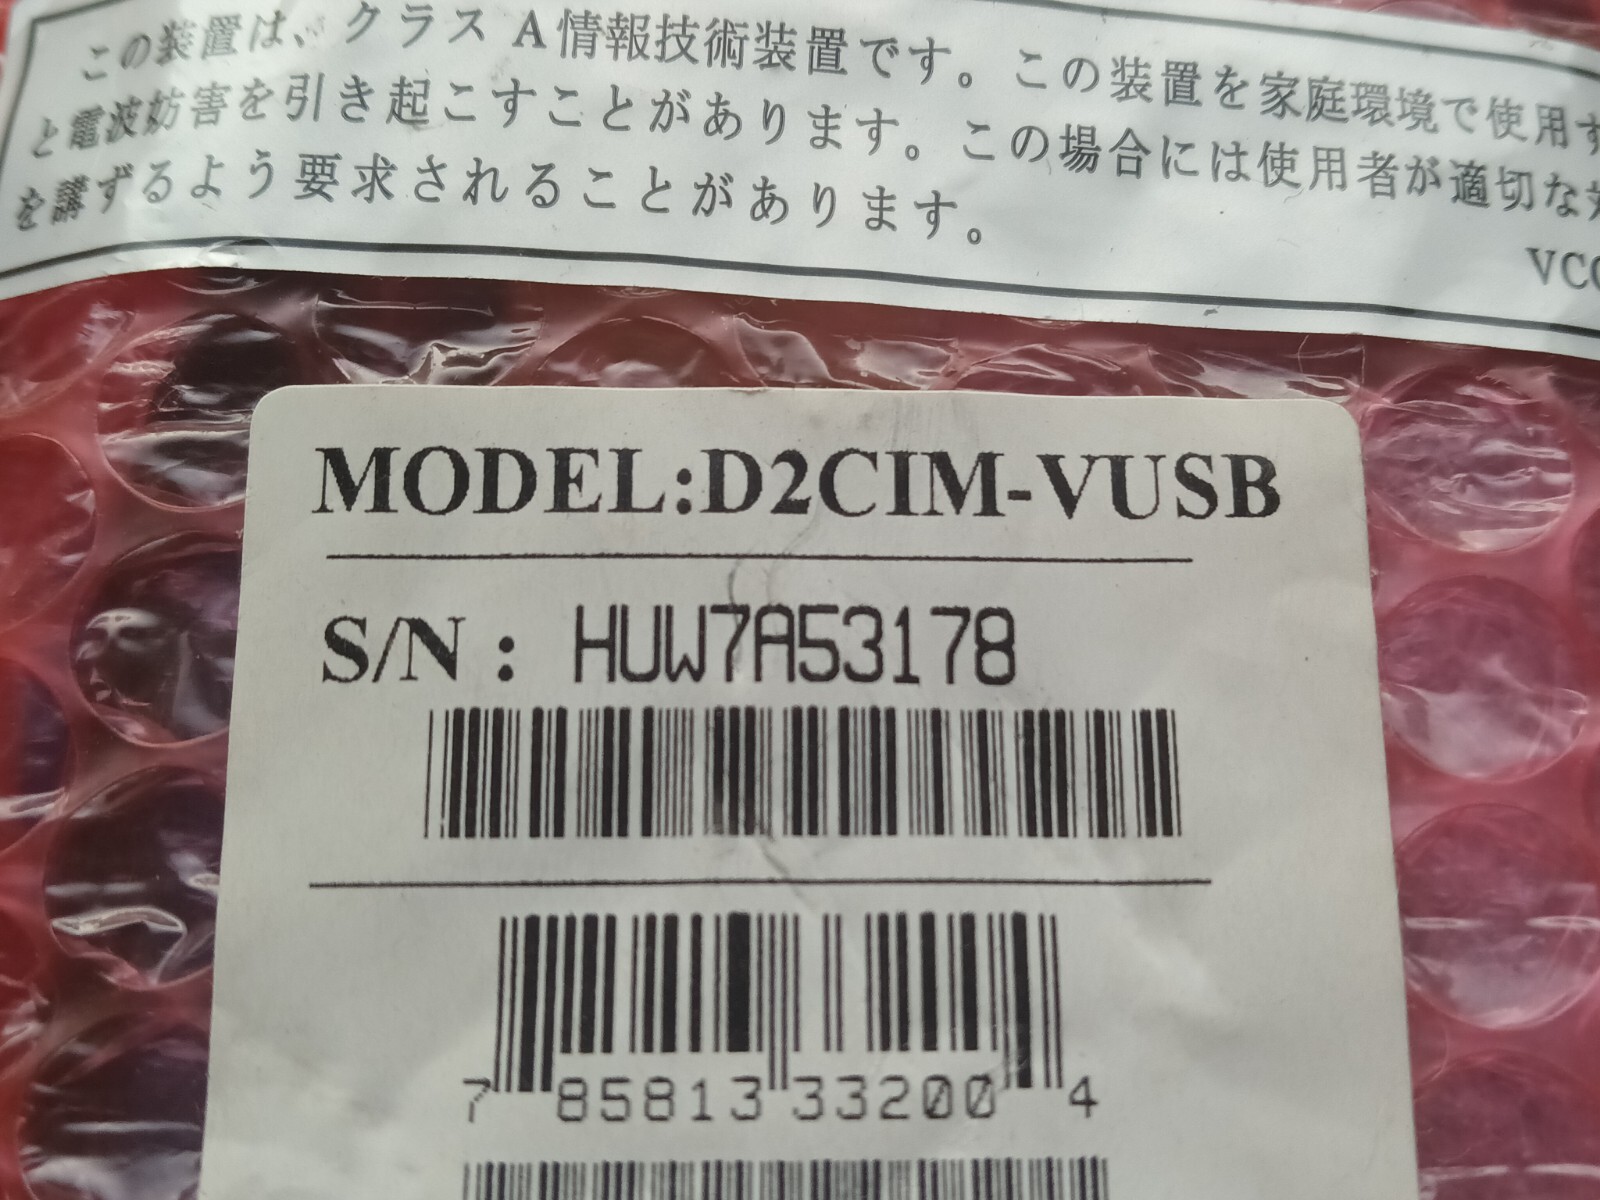 この装置は、クラス A情報技術装置です。この装置を家庭環境で使用す
と電波妨害を引き起こすことがあります。この場合には使用者が適切な
を講ずるよう要求されることがあります。
VCC
MODEL:D2CIM-VUSB
S/N : HUW7A53178
7 85813 33200 4